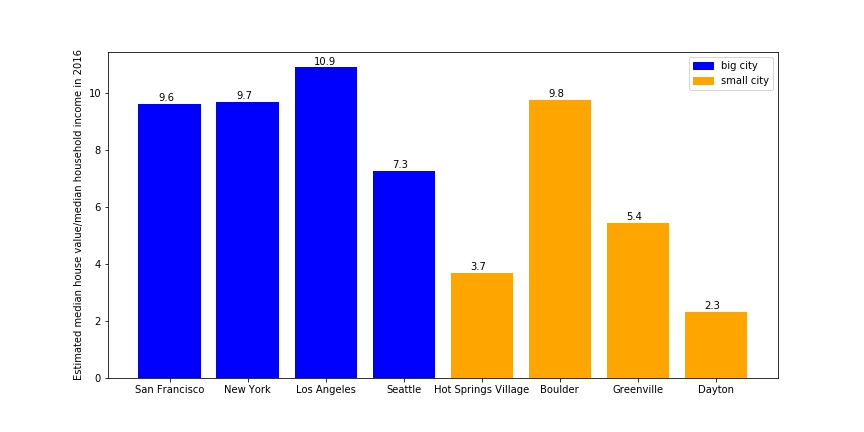 Estimated median house value/median household income in 2016
10
8
6
4
2
0
9.6
9.7
10.9
7.3
3.7
9.8
5.4
2.3
big city
small city
San Francisco
New York
Los Angeles
Seattle
Hot Springs Village
Boulder
Greenville
Dayton